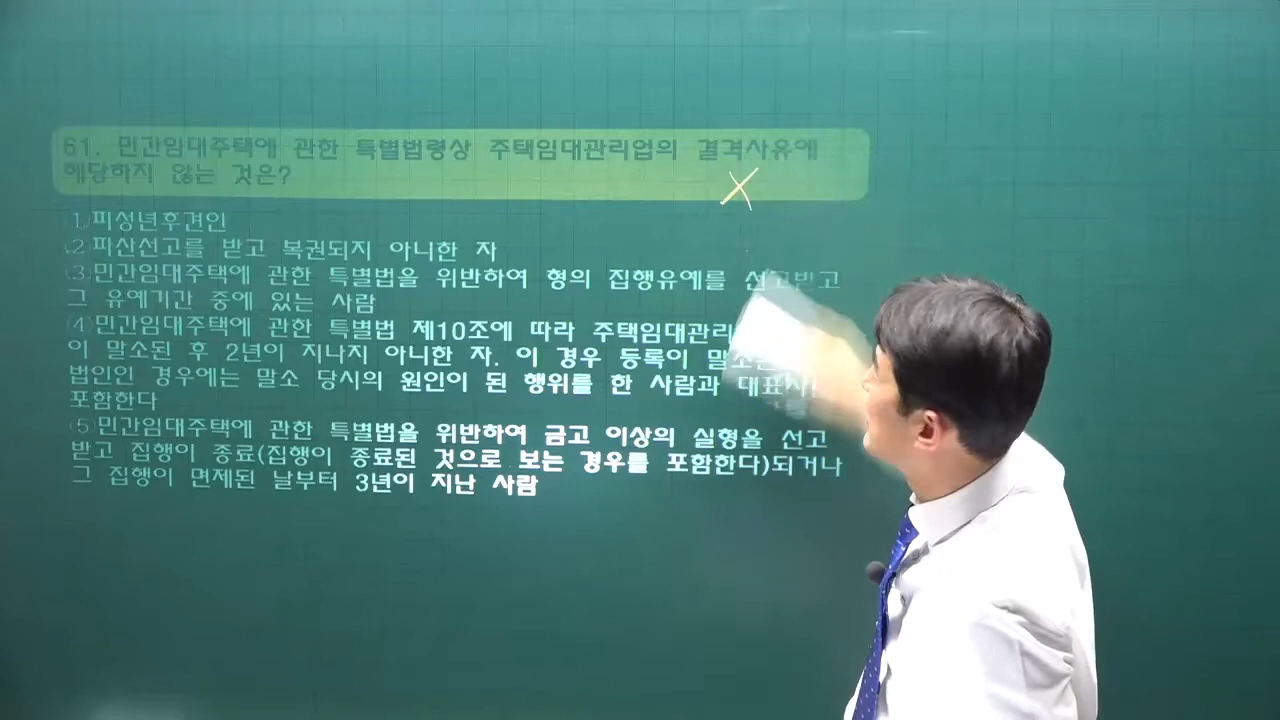 61. 민간임대주택에 관한 특별법령상 주택임대관리업의 결격사유에
해당하지 않는 것은?
(1)피성년후견인
(2)파산선고를 받고 복권되지 아니한 자
(3)민간임대주택에 관한 특별법을 위반하여 형의 집행유예를 선고받고
그 유예기간 중에 있는 사람
(4)민간임대주택에 관한 특별법 제10조에 따라 주택임대관리
이 말소된 후 2년이 지나지 아니한 자. 이 경우 등록이
법인인 경우에는 말소 당시의 원인이 된 행위를 한 사람과
포함한다
(5)민간임대주택에 관한 특별법을 위반하여 금고 이상의 실형을 선고
받고 집행이 종료(집행이 종료된 것으로 보는 경우를 포함한다)되거나
그 집행이 면제된 날부터 3년이 지난 사람